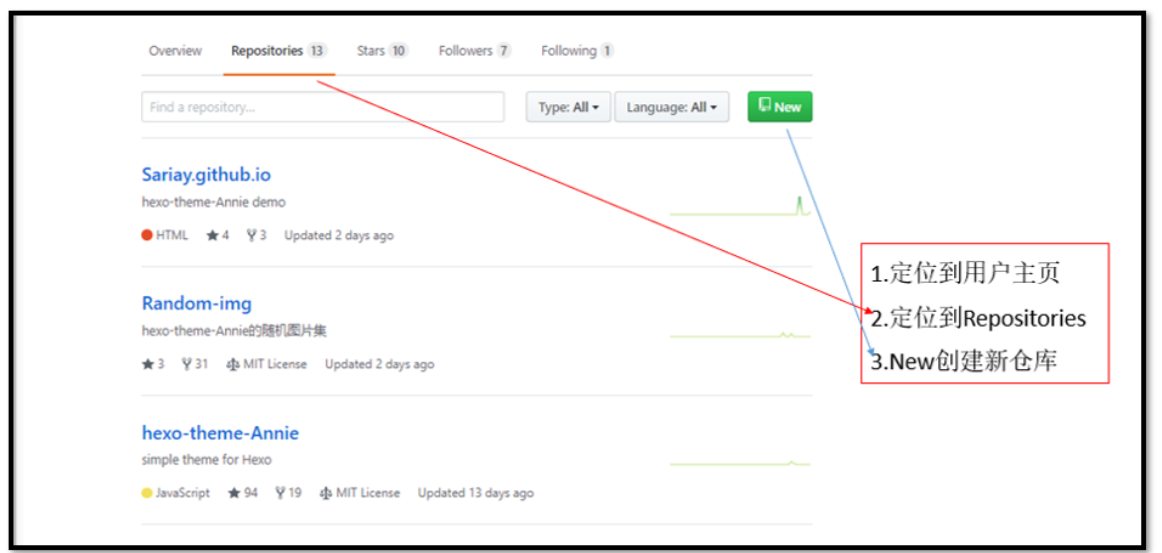 Overview Repositories 13 Stars 10 Followers 7 Following 1
Find a repository... Type: All Language: All New
Sariay.github.io
hexo-theme-Annie demo
HTML 4 3 Updated 2 days ago
Random-img
hexo-theme-Annie的随机图片集
3 31 MIT License Updated 2 days ago
hexo-theme-Annie
simple theme for Hexo
JavaScript 94 19 MIT License Updated 13 days ago
1.定位到用户主页
2.定位到Repositories
3.New创建新仓库